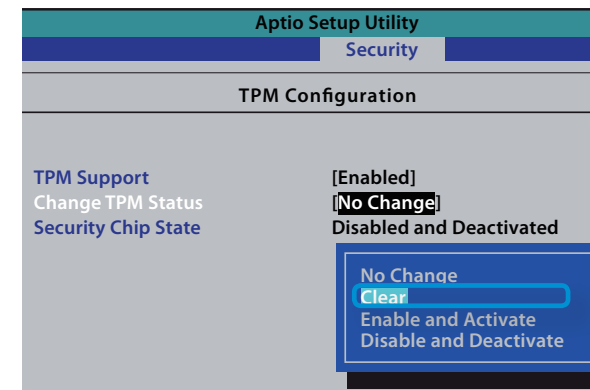 Aptio Setup Utility
Security
TPM Configuration
TPM Support [Enabled]
Change TPM Status [No Change]
Security Chip State Disabled and Deactivated
No Change
Clear
Enable and Activate
Disable and Deactivate